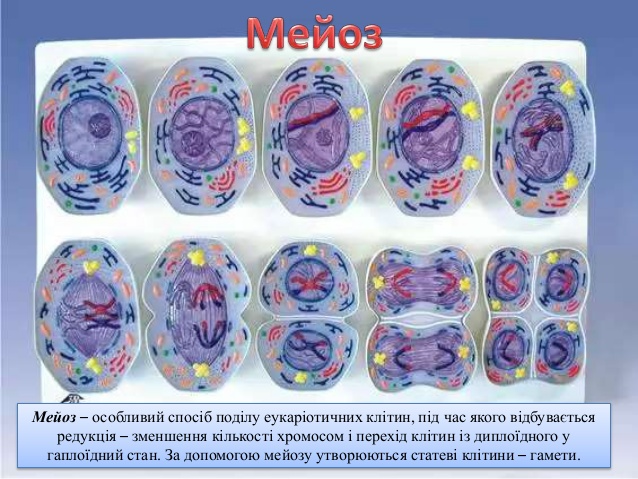 Мейоз
Мейоз – особливий спосіб поділу еукаріотичних клітин, під час якого відбувається
редукція – зменшення кількості хромосом і перехід клітин із диплоїдного у
гаплоїдний стан. За допомогою мейозу утворюються статеві клітини – гамети.